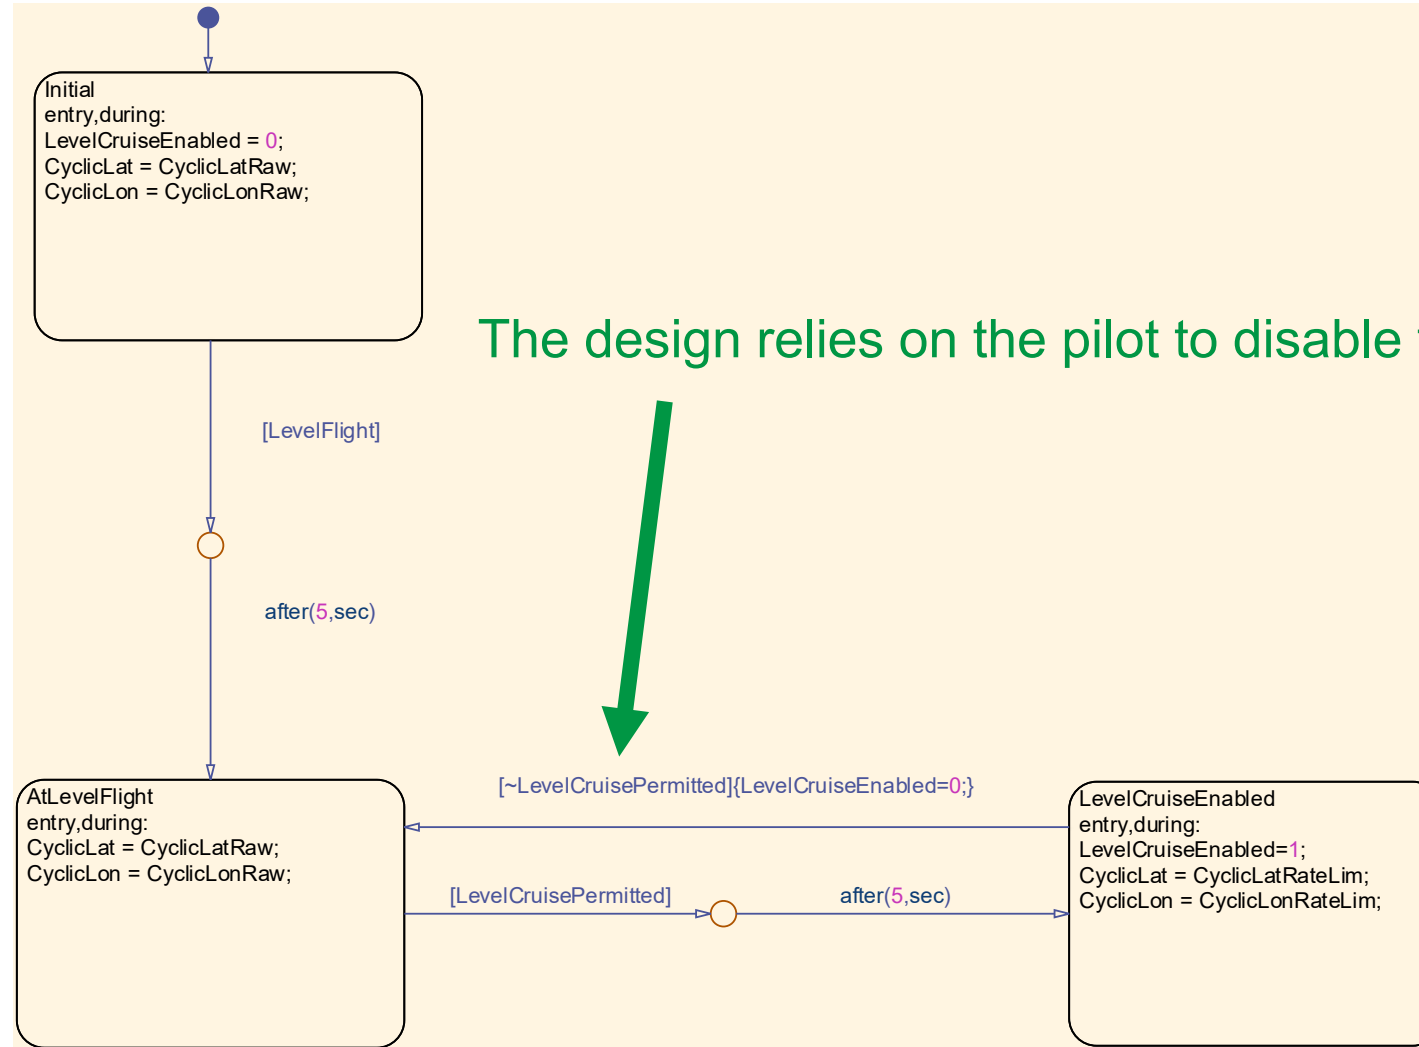 Initial
entry,during:
LevelCruiseEnabled = 0;
CyclicLat = CyclicLatRaw;
CyclicLon = CyclicLonRaw;
The design relies on the pilot to disable
[LevelFlight]
after(5,sec)
[~LevelCruisePermitted]{LevelCruiseEnabled=0;}
AtLevelFlight
entry,during:
CyclicLat = CyclicLatRaw;
CyclicLon = CyclicLonRaw;
[LevelCruisePermitted]
after(5,sec)
LevelCruiseEnabled
entry,during:
LevelCruiseEnabled=1;
CyclicLat = CyclicLatRateLim;
CyclicLon = CyclicLonRateLim;